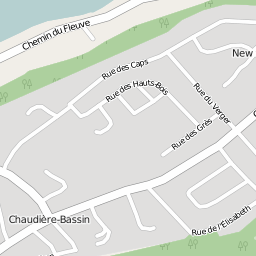 Chemin du Fleuve
New
Rue des Caps
Rue des Hauts-Bois
Rue du Verger
Rue des Grès
Chaudière-Bassin
Rue de l'Élisabeth